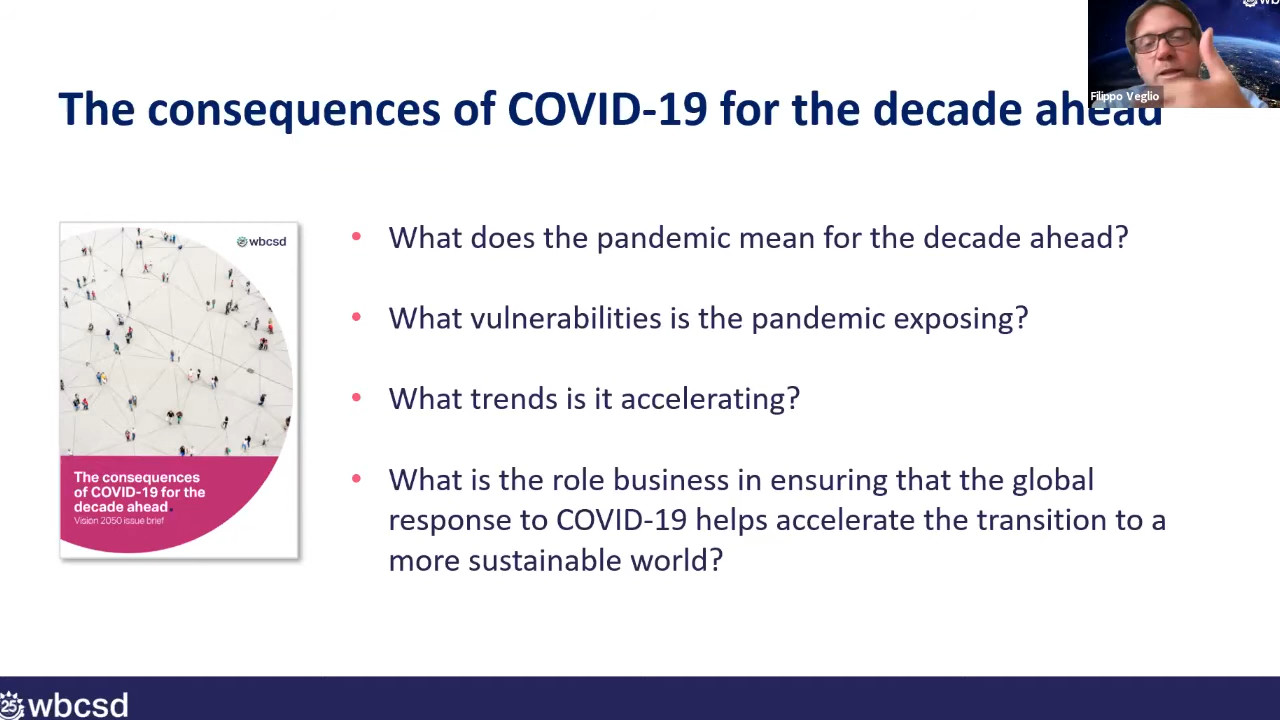 wb
The consequences of COVID-19 for the decade ahead
Filippo Veglio
wbcsd
The consequences
of COVID-19 for the
decade ahead.
Vision 2050 issue brief
• What does the pandemic mean for the decade ahead?
• What vulnerabilities is the pandemic exposing?
• What trends is it accelerating?
• What is the role business in ensuring that the global
response to COVID-19 helps accelerate the transition to a
more sustainable world?
25 wbcsd